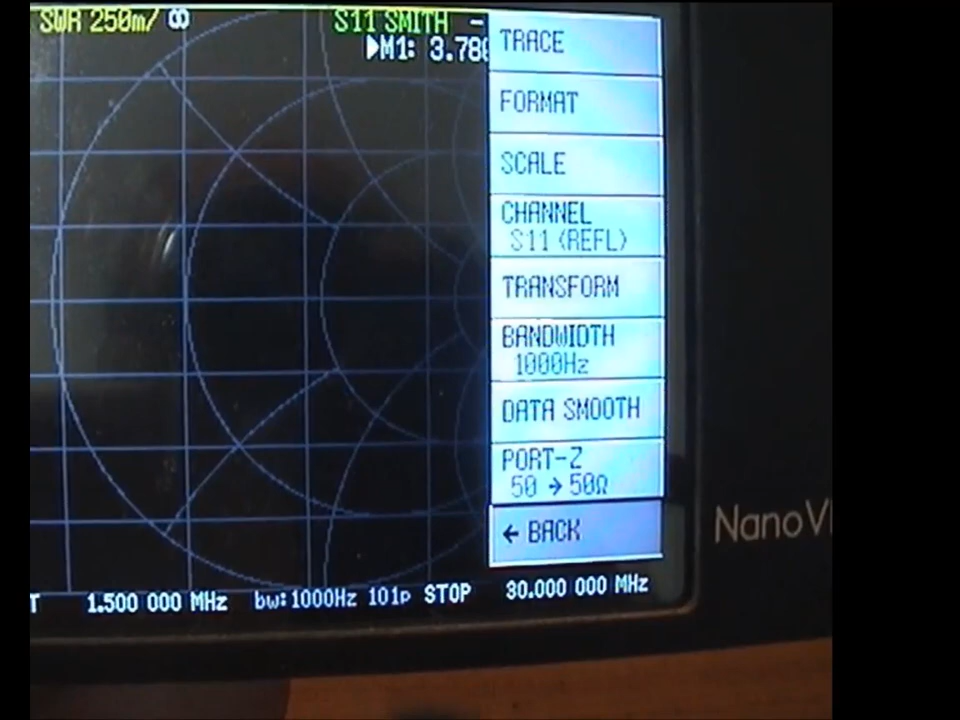 SWR 250m/ ∞ S11 SMITH -
▶M1: 3.780
TRACE
FORMAT
SCALE
CHANNEL
S11 (REFL)
TRANSFORM
BANDWIDTH
1000Hz
DATA SMOOTH
PORT-Z
50 → 50Ω
← BACK
T 1.500 000 MHz bw:1000Hz 101p STOP 30.000 000 MHz
NanoV